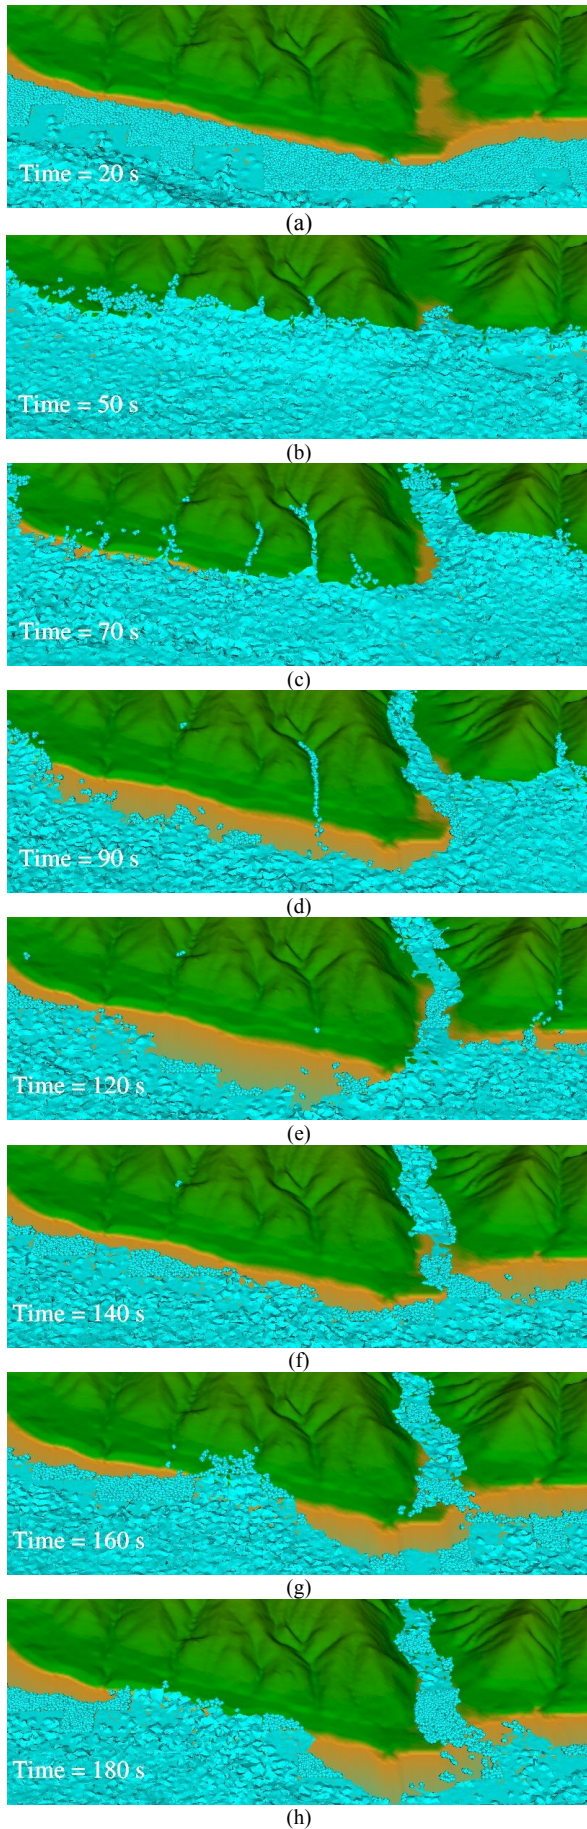 Time = 20 s
(a)
Time = 50 s
(b)
Time = 70 s
(c)
Time = 90 s
(d)
Time = 120 s
(e)
Time = 140 s
(f)
Time = 160 s
(g)
Time = 180 s
(h)